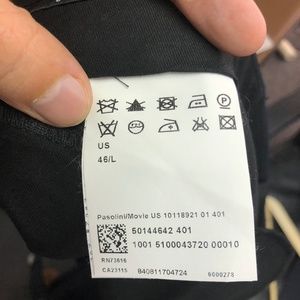 US
46/L
Pasolini/Movie US 10118921 01 401
50144642 401
1001 5100043720 00010
RN73616
CA23115
840811704724
6000278